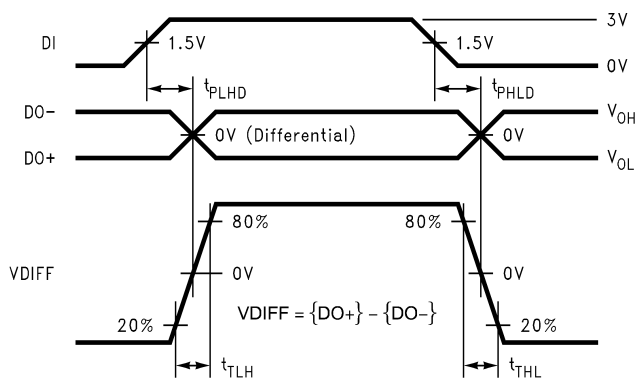 3V
DI
1.5V
1.5V
0V
tPLHD
tPHLD
DO–
VOH
0V (Differential)
0V
DO+
VOL
80%
80%
VDIFF
0V
0V
VDIFF = {DO+} – {DO–}
20%
20%
tTLH
tTHL